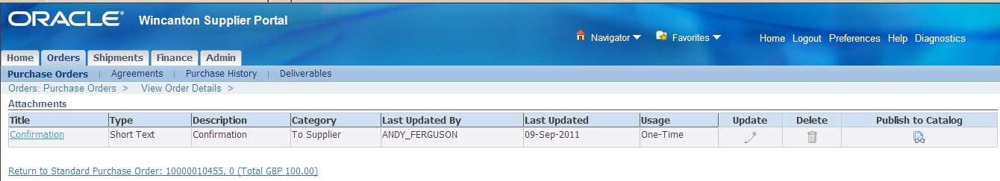 ORACLE® Wincanton Supplier Portal
Navigator Favorites Home Logout Preferences Help Diagnostics
Home Orders Shipments Finance Admin
Purchase Orders | Agreements | Purchase History | Deliverables
Orders: Purchase Orders > View Order Details >
Attachments
Title Type Description Category Last Updated By Last Updated Usage Update Delete Publish to Catalog
Confirmation Short Text Confirmation To Supplier ANDY_FERGUSON 09-Sep-2011 One-Time
Return to Standard Purchase Order: 10000010455, 0 (Total GBP 100.00)